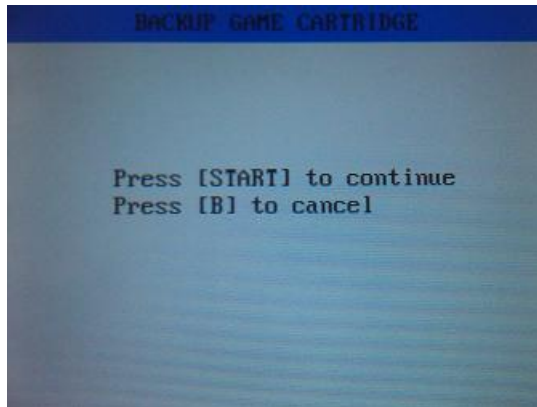 BACKUP GAME CARTRIDGE
Press [START] to continue
Press [B] to cancel